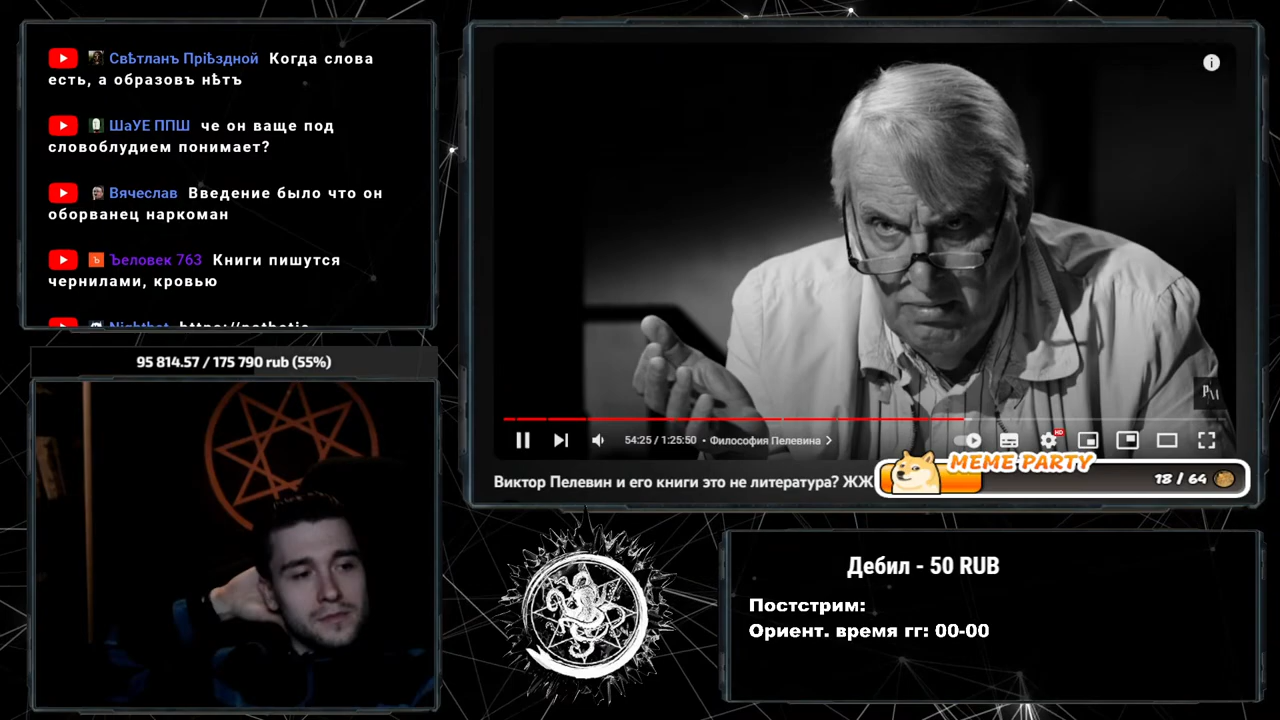 Свѣтланъ Прiѣздной Когда слова
есть, а образовъ нѣтъ
ШаУЕ ППШ че он ваще под
словоблудием понимает?
Вячеслав Введение было что он
оборванец наркоман
Ъ
Ъеловек 763 Книги пишутся
чернилами, кровью
95 814.57 / 175 790 rub (55%)
54:25 / 1:25:50 • Философия Пелевина
HD
Виктор Пелевин и его книги это не литература? ЖЖ
MEME PARTY
18 / 64
Дебил - 50 RUB
Постстрим:
Ориент. время гг: 00-00